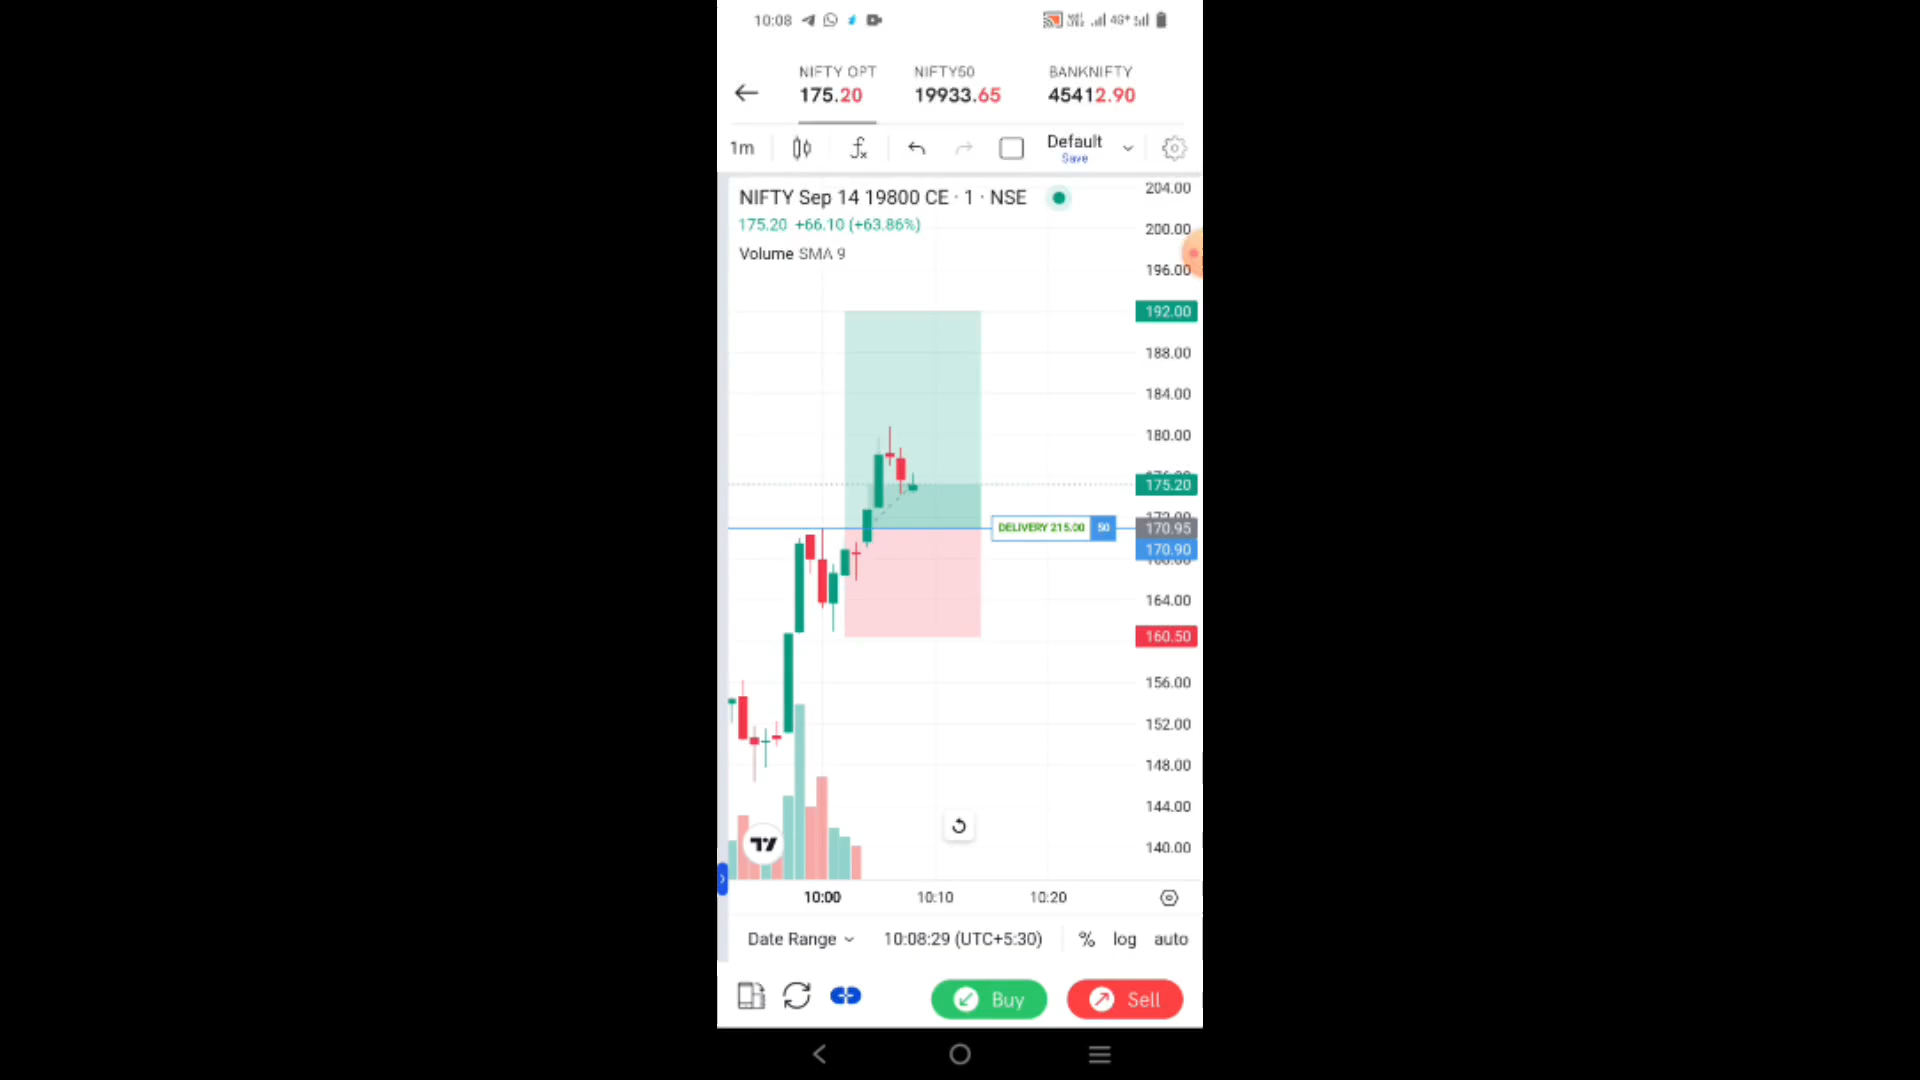 10:08 4G+
NIFTY OPT NIFTY50 BANKNIFTY
175.20 19933.65 45412.90
1m fx Default
Save
NIFTY Sep 14 19800 CE · 1 · NSE
175.20 +66.10 (+63.86%)
Volume SMA 9
204.00
200.00
196.00
192.00
188.00
184.00
180.00
175.20
DELIVERY 215.00 50 170.95
170.90
164.00
160.50
156.00
152.00
148.00
144.00
140.00
10:00 10:10 10:20
Date Range 10:08:29 (UTC+5:30) % log auto
Buy Sell